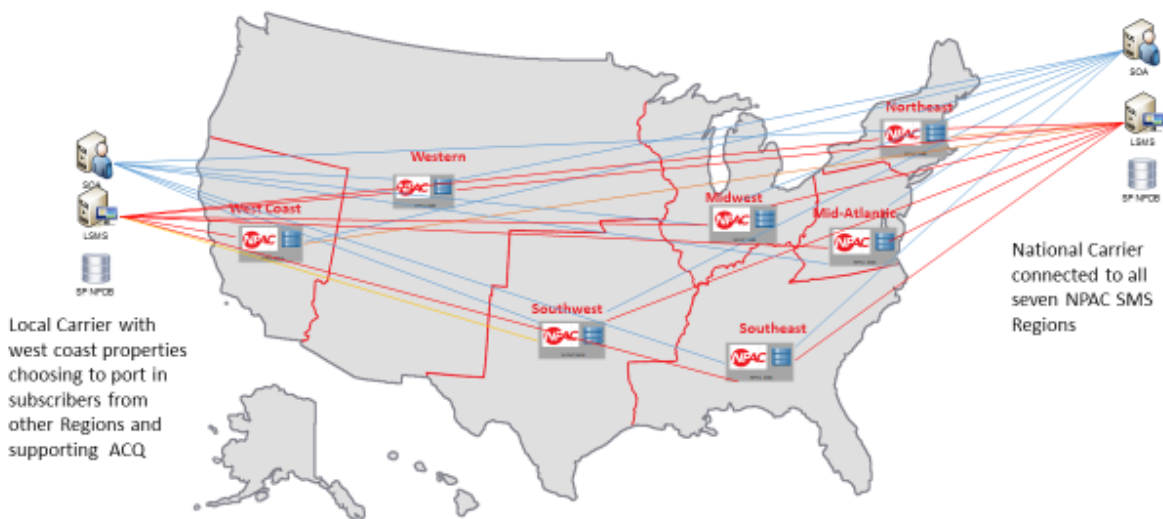 SOA
LSMS
SP NPDB
Local Carrier with
west coast properties
choosing to port in
subscribers from
other Regions and
supporting ACQ
Western
NPAC
West Coast
NPAC
Southwest
NPAC
Midwest
NPAC
Southeast
NPAC
Mid-Atlantic
NPAC
Northeast
NPAC
SOA
LSMS
SP NPDB
National Carrier
connected to all
seven NPAC SMS
Regions